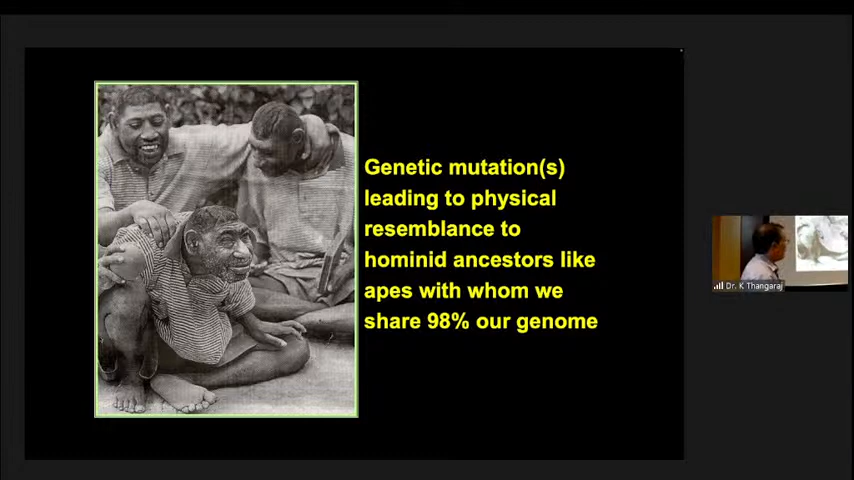 Genetic mutation(s)
leading to physical
resemblance to
hominid ancestors like
apes with whom we
share 98% our genome
Dr. K Thangaraj